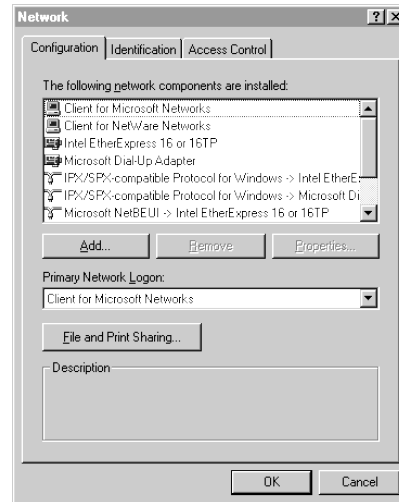 Network
? x
Configuration Identification Access Control
The following network components are installed:
Client for Microsoft Networks
Client for NetWare Networks
Intel EtherExpress 16 or 16TP
Microsoft Dial-Up Adapter
IPX/SPX-compatible Protocol for Windows -> Intel EtherE:
IPX/SPX-compatible Protocol for Windows -> Microsoft Di
Microsoft NetBEUI -> Intel EtherExpress 16 or 16TP
Add... Remove Properties...
Primary Network Logon:
Client for Microsoft Networks
File and Print Sharing...
Description
OK Cancel